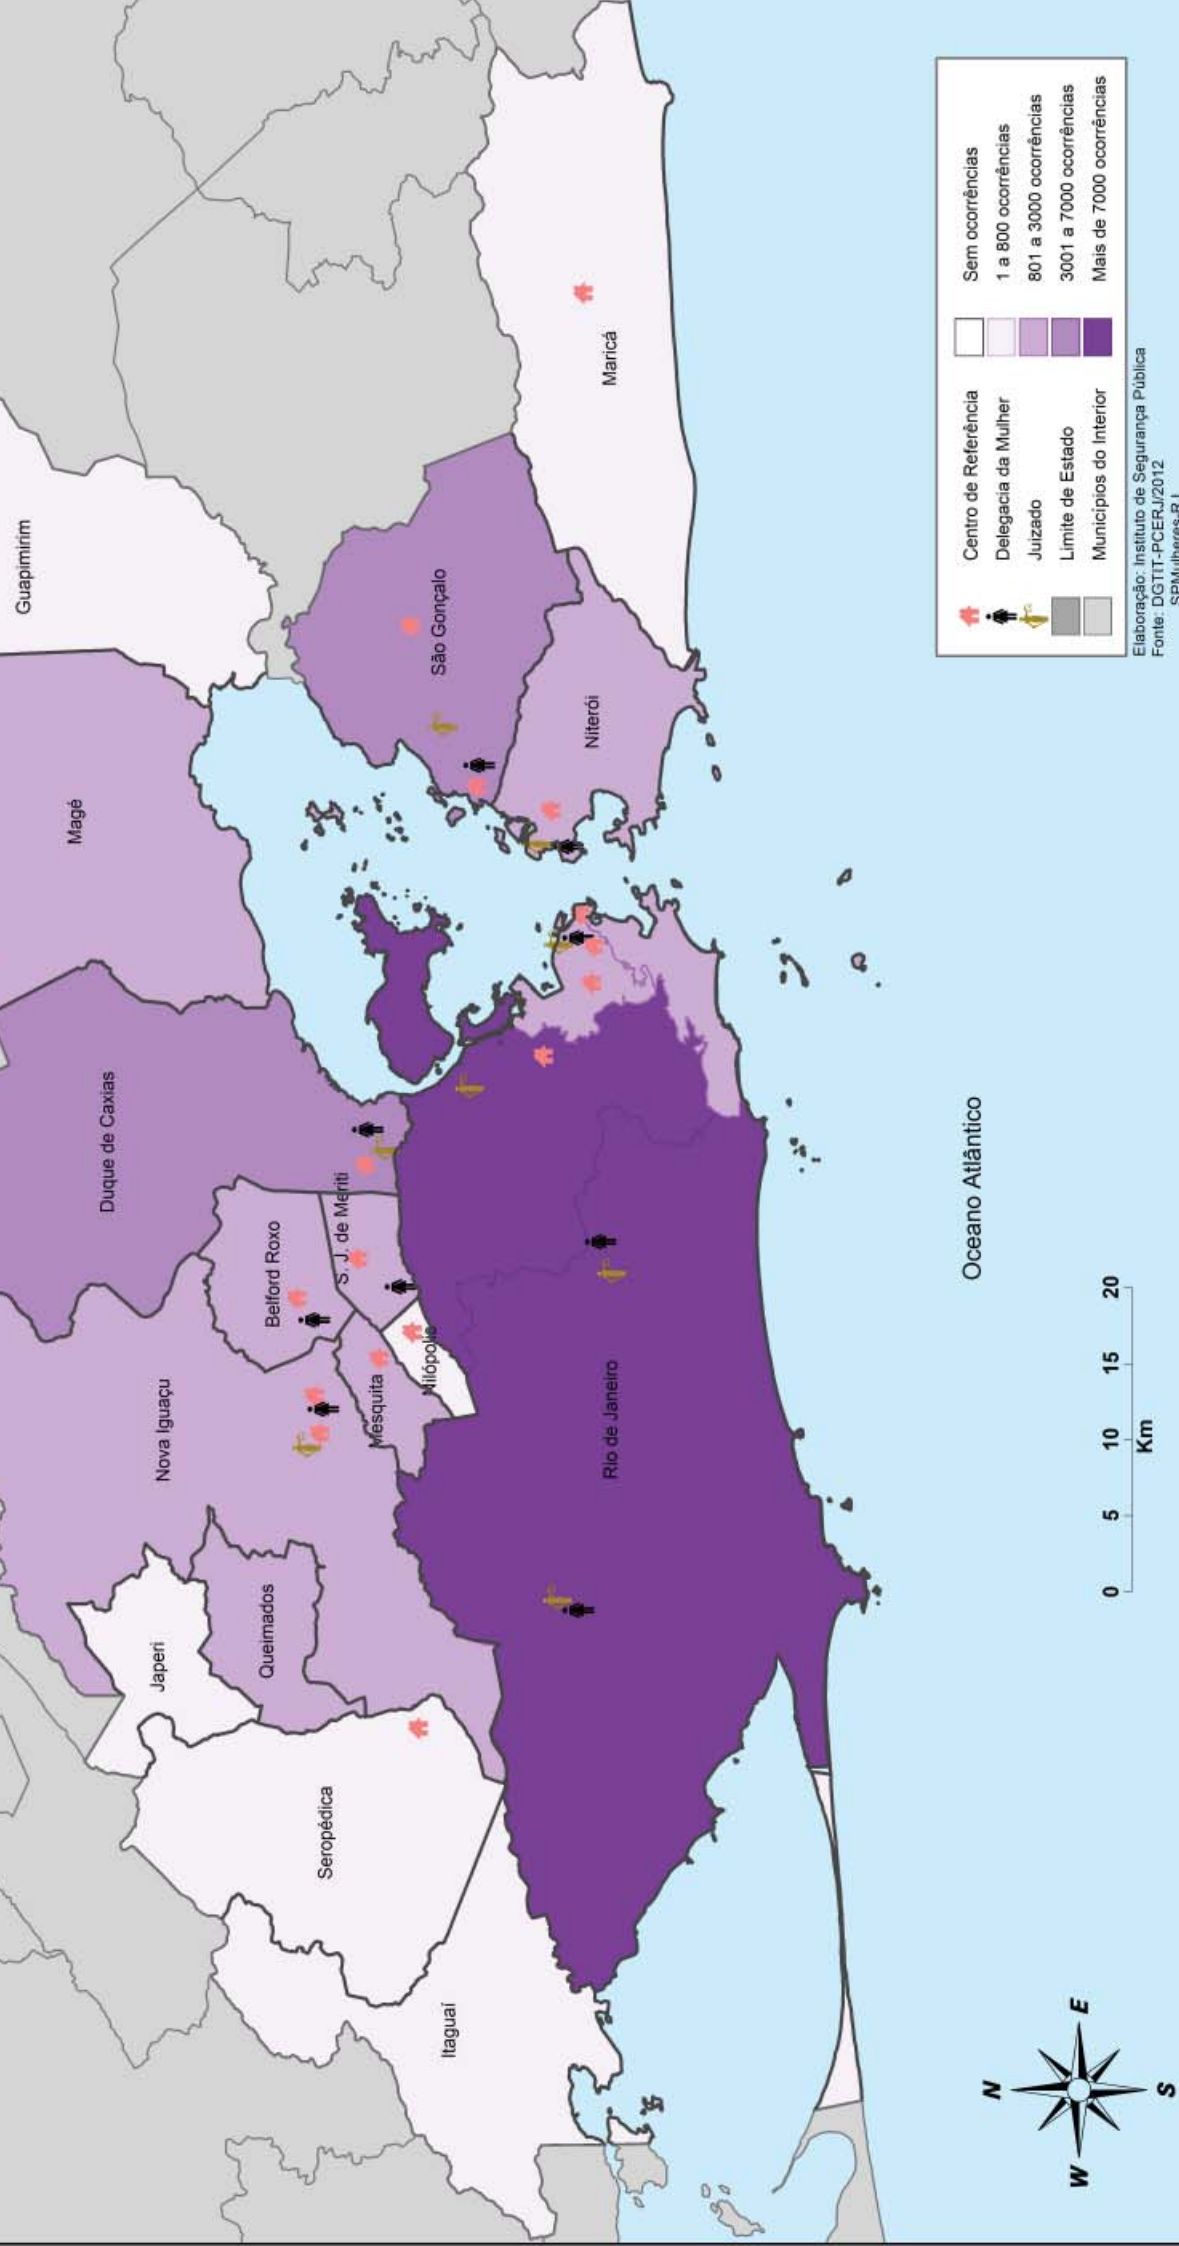 Guapimirim
Magé
Duque de Caxias
Nova Iguaçu
Japeri
Queimados
Belford Roxo
S. J. de Meriti
Mesquita
Nilópolis
Seropédica
Itaguaí
São Gonçalo
Niterói
Maricá
Rio de Janeiro
Oceano Atlântico
0 5 10 15 20
Km
N
W E
S
Centro de Referência
Delegacia da Mulher
Juizado
Limite de Estado
Municípios do Interior
Sem ocorrências
1 a 800 ocorrências
801 a 3000 ocorrências
3001 a 7000 ocorrências
Mais de 7000 ocorrências
Elaboração: Instituto de Segurança Pública
Fonte: DGTIT-PCERJ/2012
SPMulheres-RJ